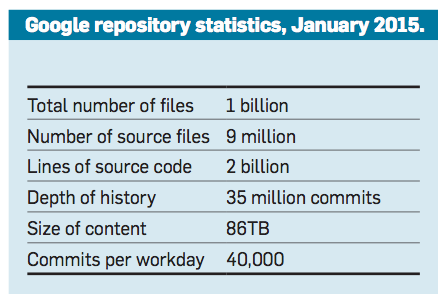 Google repository statistics, January 2015.
Total number of files 1 billion
Number of source files 9 million
Lines of source code 2 billion
Depth of history 35 million commits
Size of content 86TB
Commits per workday 40,000